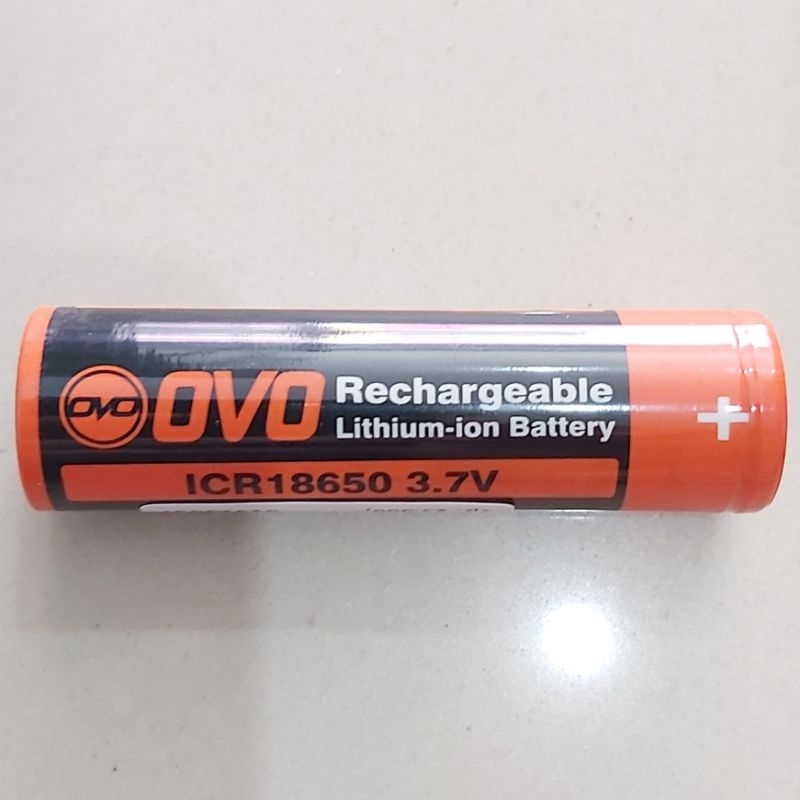 OVO OVO Rechargeable
Lithium-ion Battery
ICR18650 3.7V
+